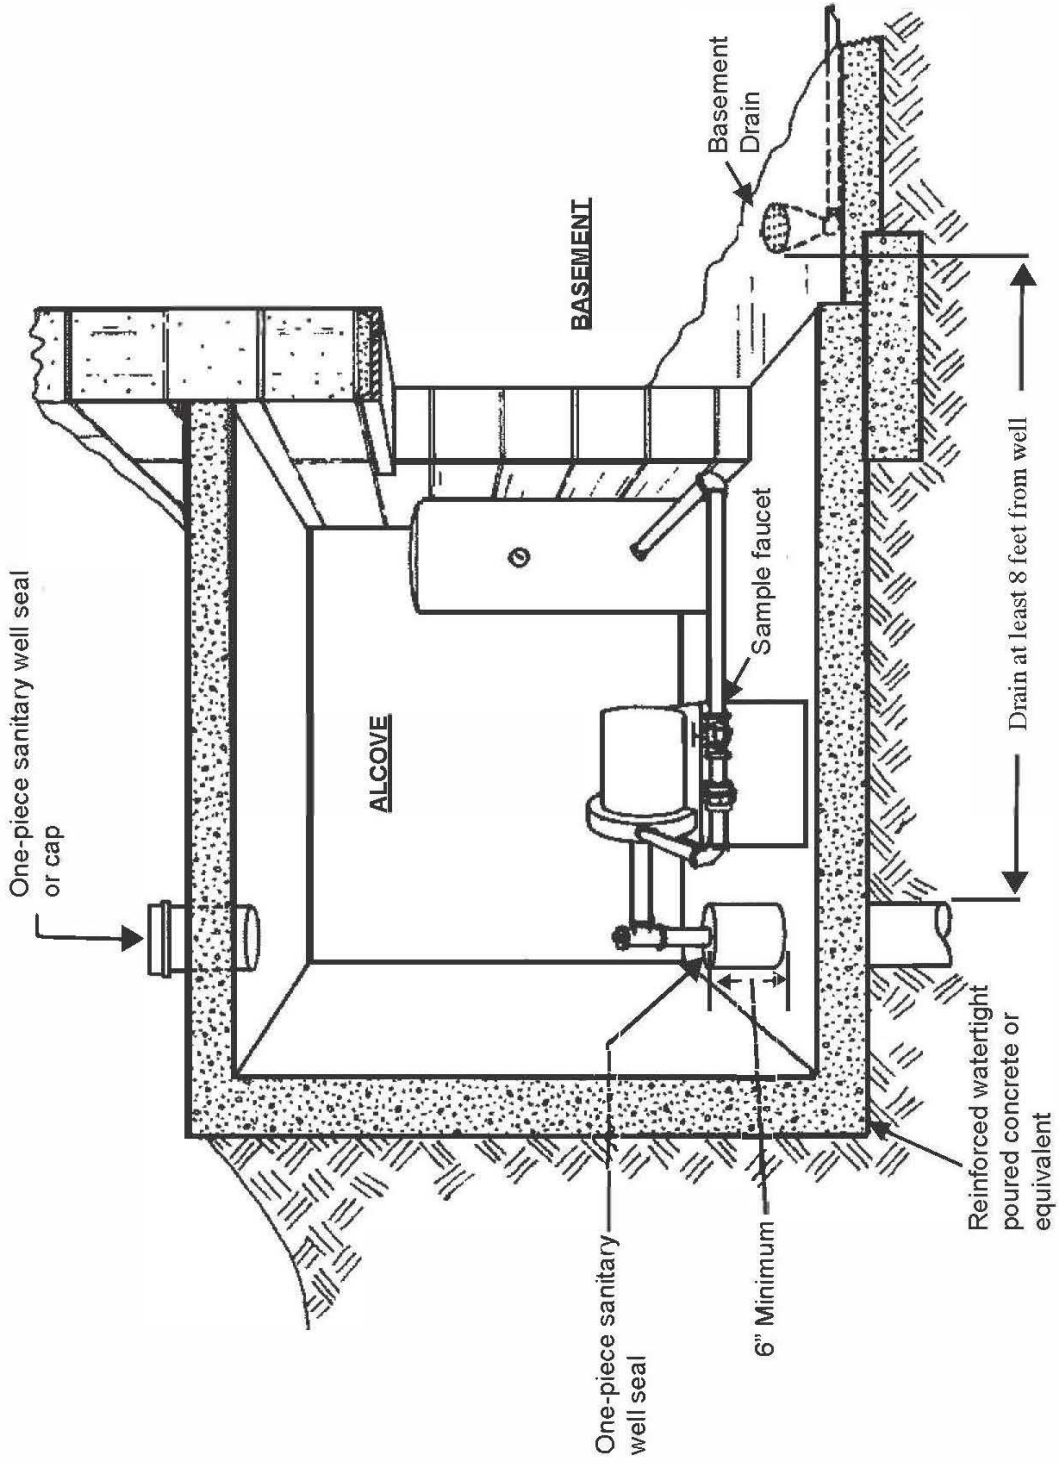 One-piece sanitary well seal
or cap
ALCOVE
BASEMENT
Basement
Drain
Sample faucet
One-piece sanitary
well seal
6” Minimum
Reinforced watertight
poured concrete or
equivalent
Drain at least 8 feet from well